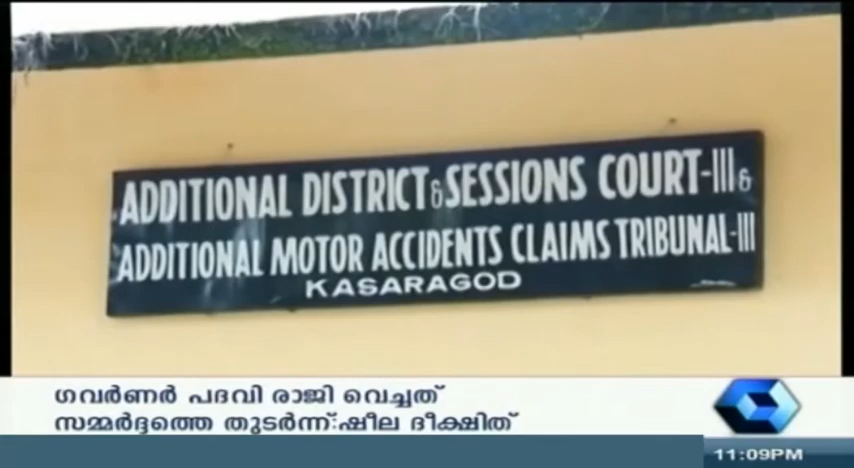 ADDITIONAL DISTRICT & SESSIONS COURT-III &
ADDITIONAL MOTOR ACCIDENTS CLAIMS TRIBUNAL-III
KASARAGOD
ഗവർണർ പദവി രാജി വെച്ചത്
സമ്മർദ്ദത്തെ തുടർന്ന്:ഷീല ദീക്ഷിത്
11:09PM